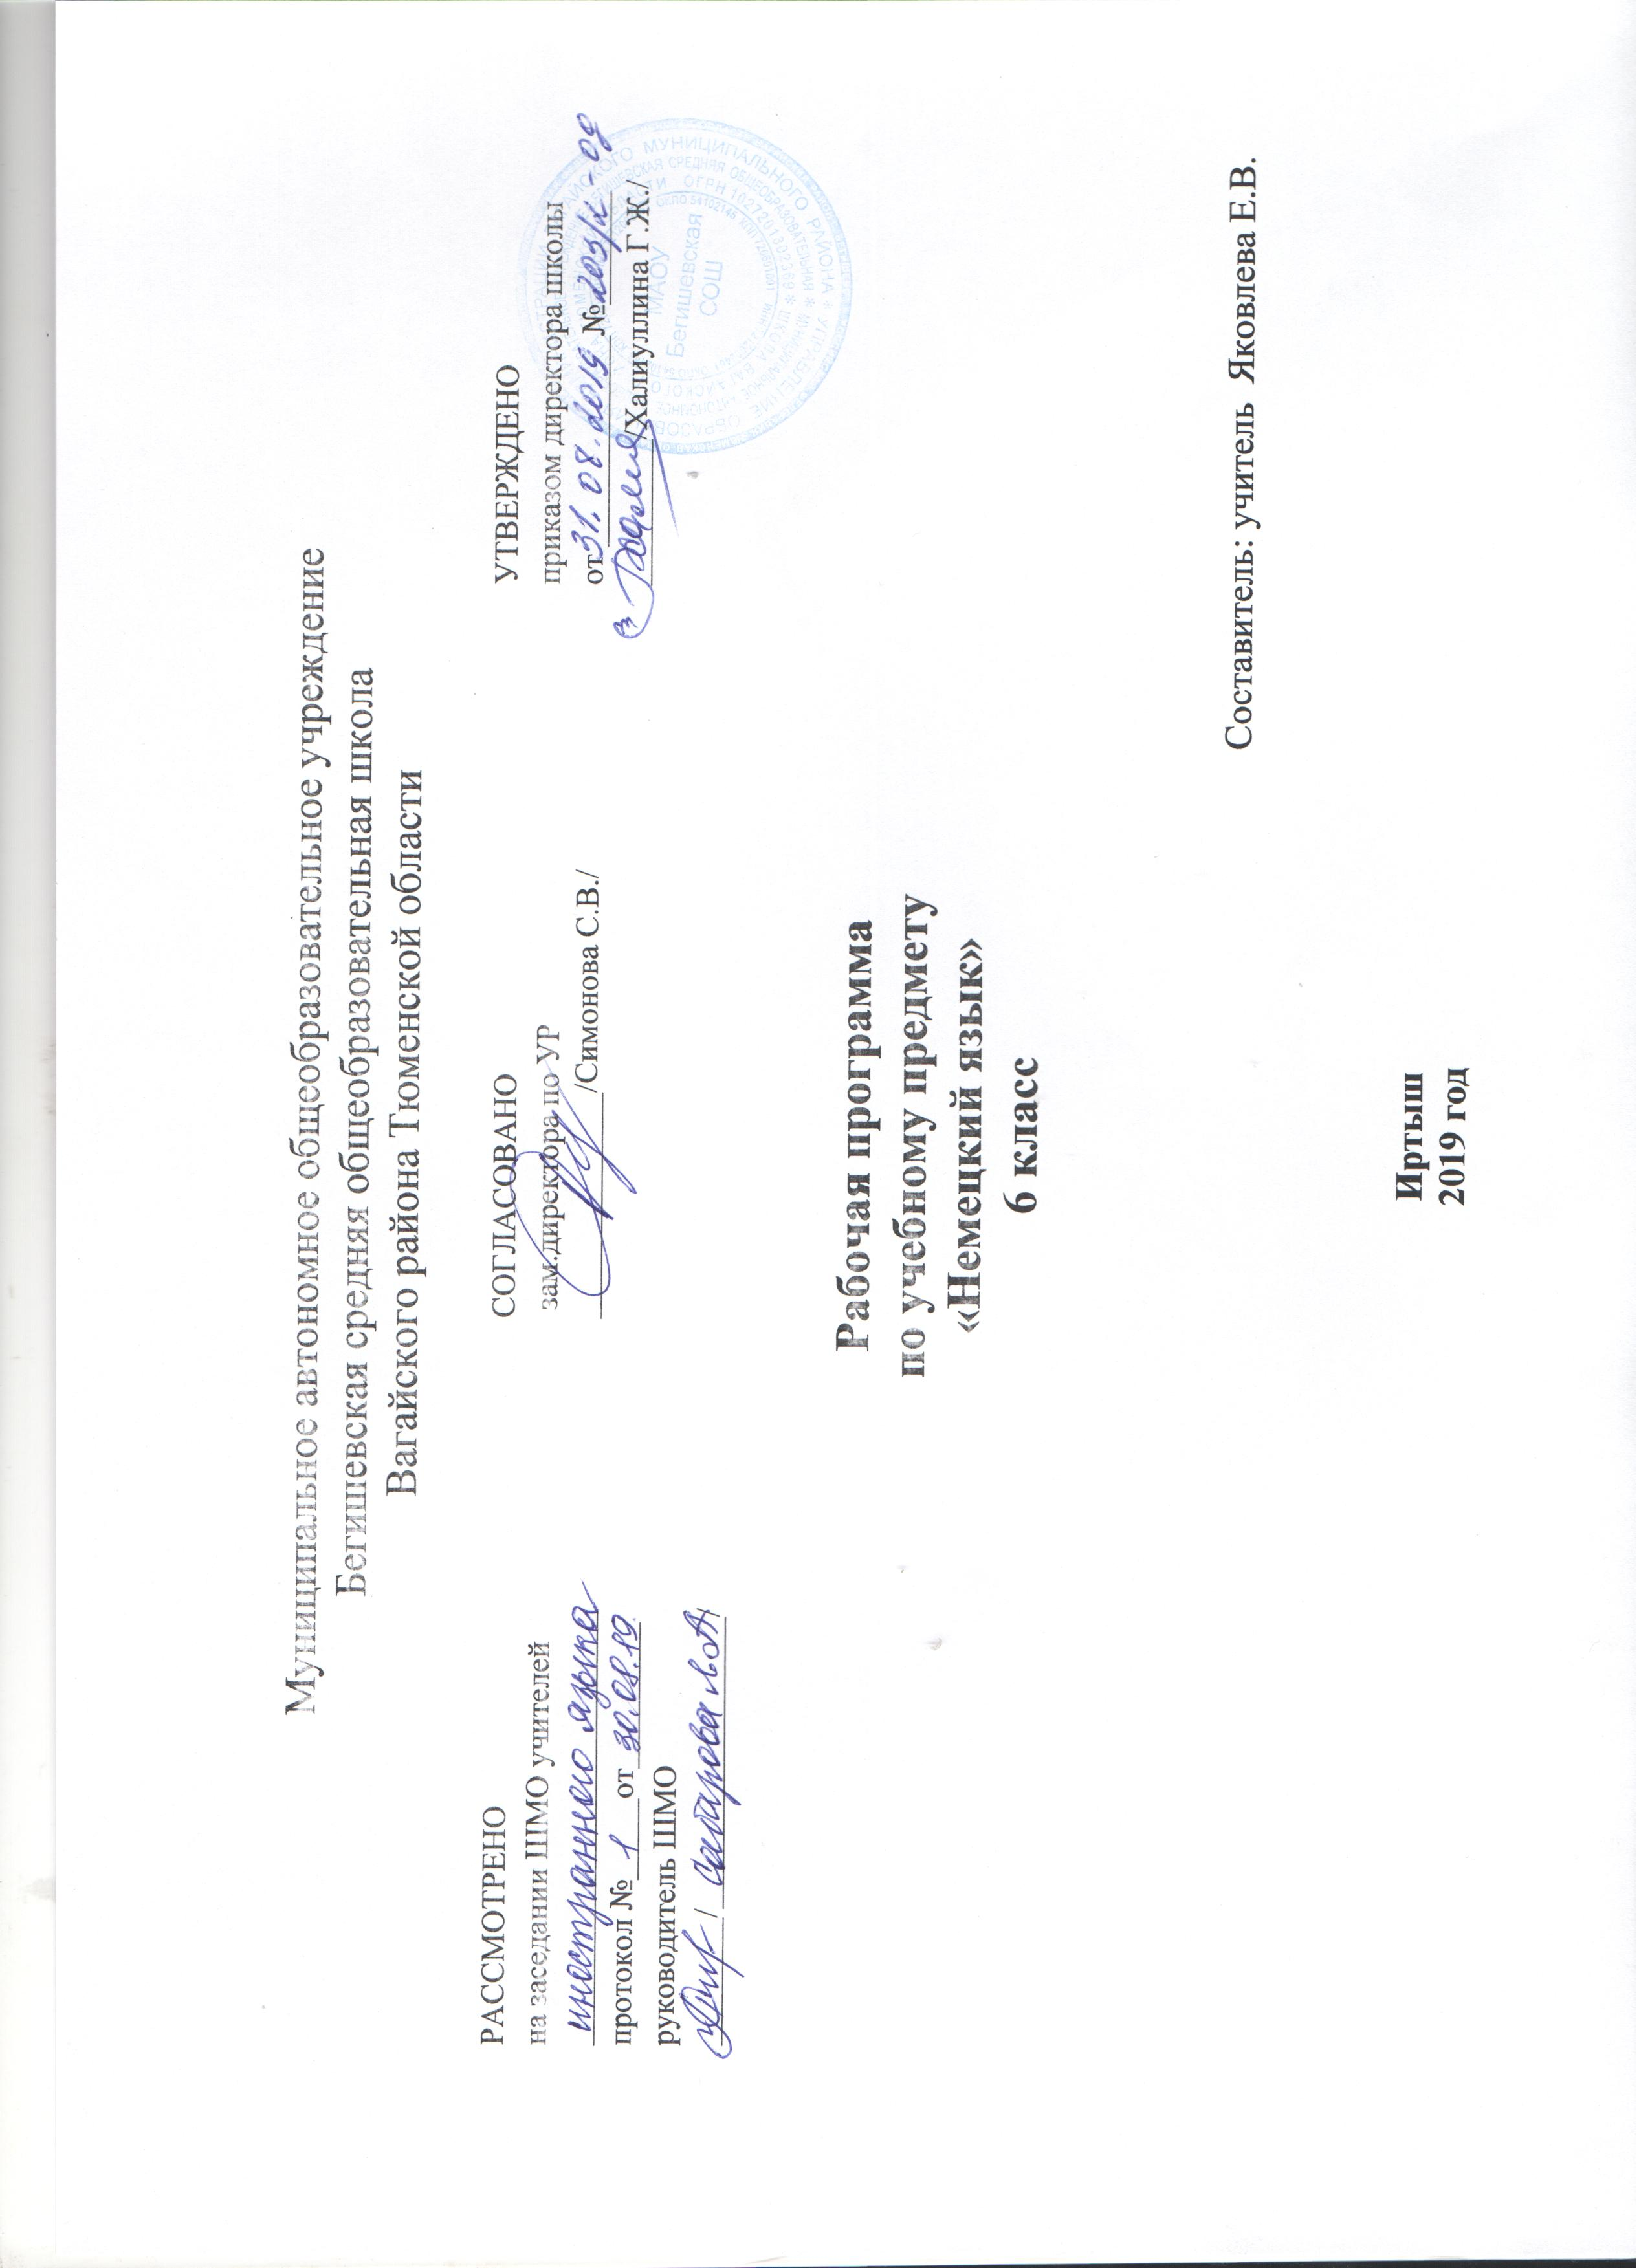 Муниципальное автономное общеобразовательное учреждение
Бегишевская средняя общеобразовательная школа
Вагайского района Тюменской области
РАССМОТРЕНО
на заседании ШМО учителей
иностранного языка
протокол № 1 от 30.08.19
руководитель ШМО
/ /
СОГЛАСОВАНО
зам.директора по УР
/Симонова С.В./
УТВЕРЖДЕНО
приказом директора школы
от 31.08.2019 №
/Халиуллина Г.Ж./
МАОУ
Бегишевская
СОШ
Рабочая программа
по учебному предмету
«Немецкий язык»
6 класс
Составитель: учитель Яковлева Е.В.
Иртыш
2019 год